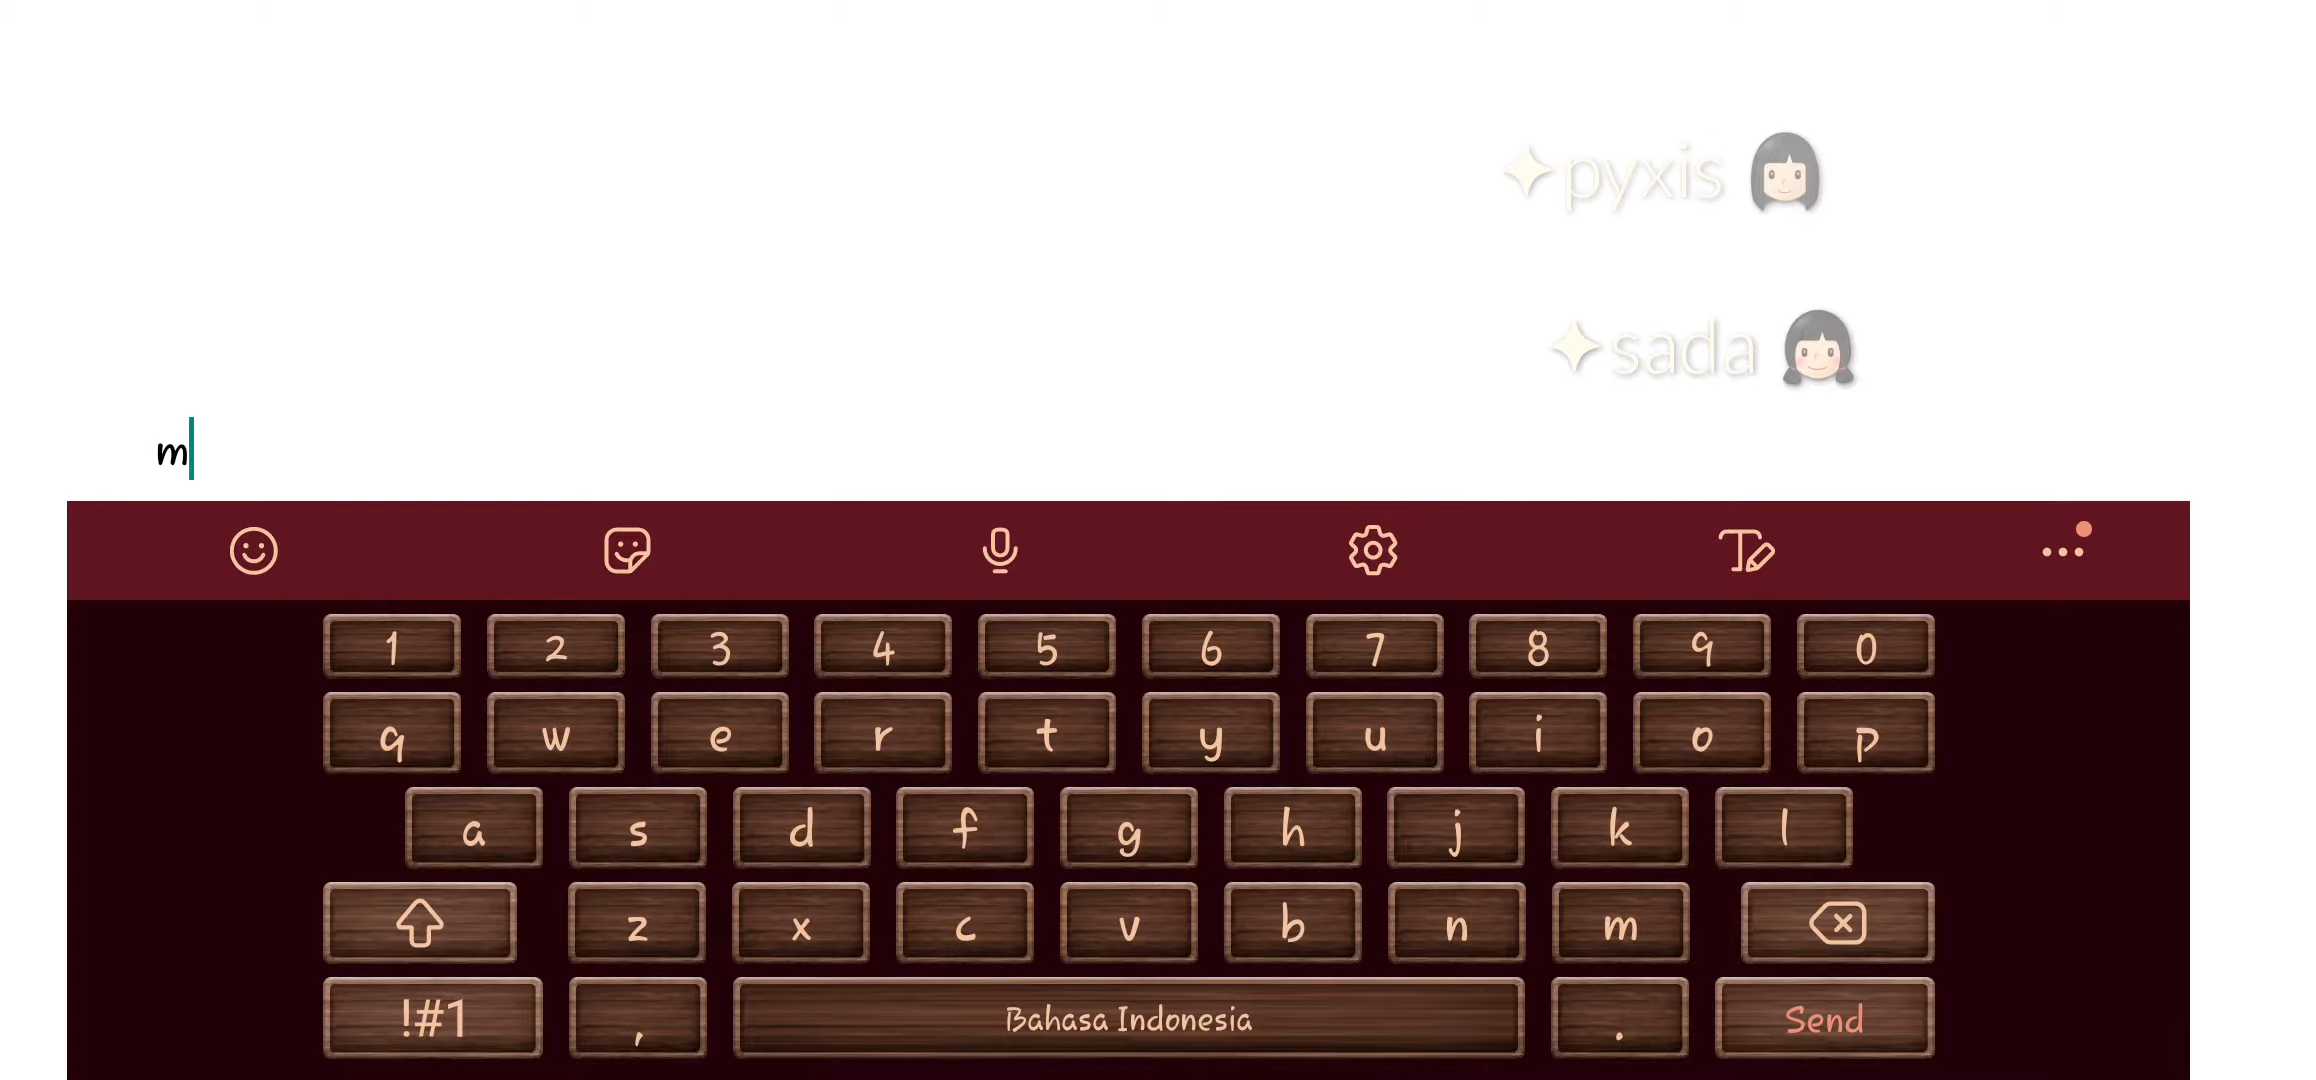 ✦pyxis 👩🏻
✦sada 👧🏻
m
1 2 3 4 5 6 7 8 9 0
q w e r t y u i o p
a s d f g h j k l
z x c v b n m
!#1 , Bahasa Indonesia . Send